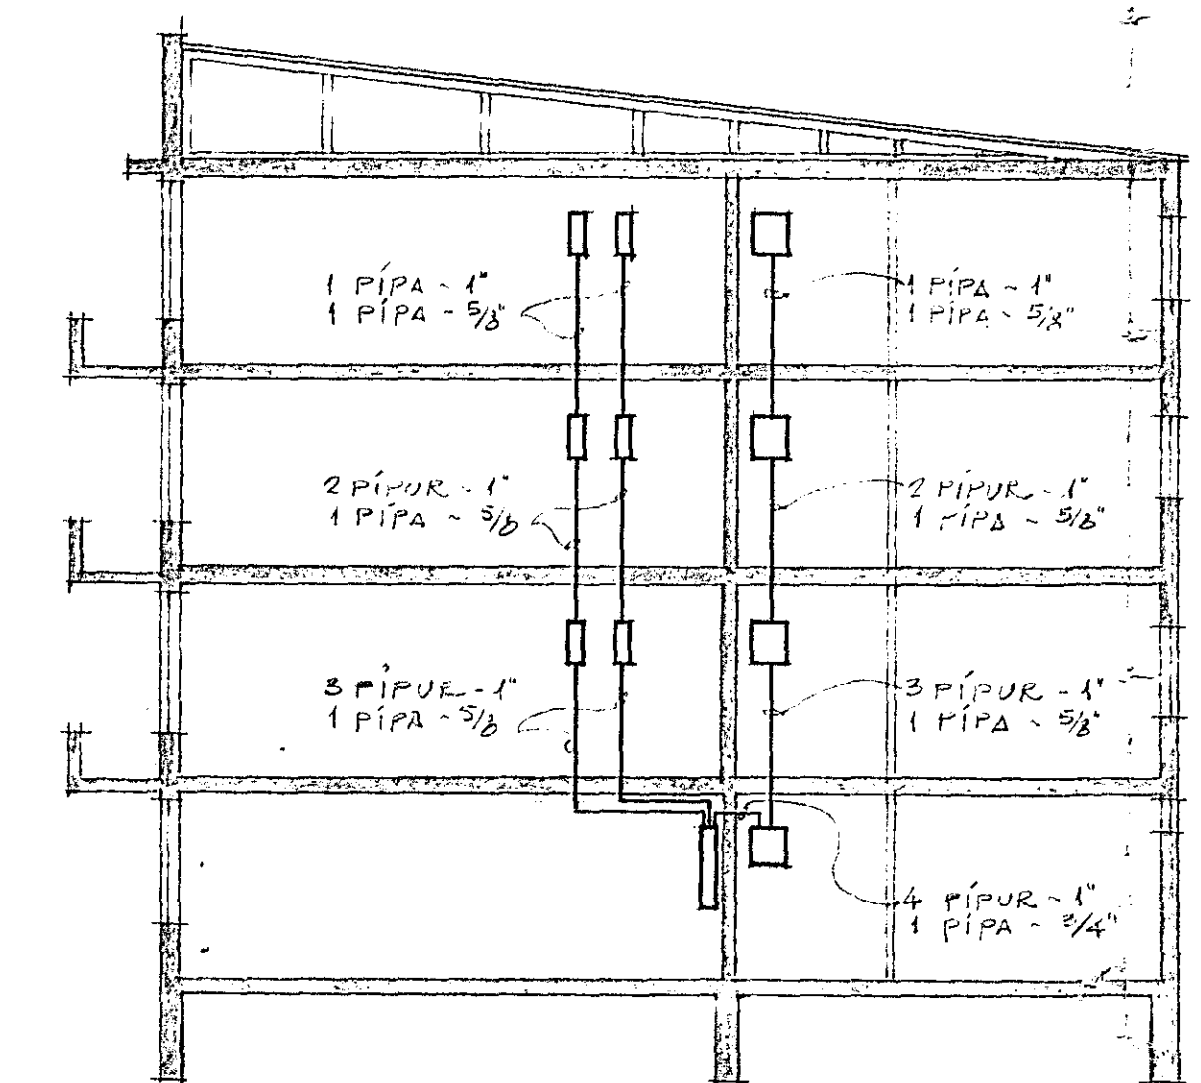 1 PÍPA ~ 1"
1 PÍPA ~ 5/8"
1 PÍPA ~ 1"
1 PÍPA ~ 5/8"
2 PÍPUR ~ 1"
1 PÍPA ~ 5/8
2 PÍPUR ~ 1"
1 PÍPA ~ 5/8"
3 PÍPUR ~ 1"
1 PÍPA ~ 5/8
3 PÍPUR ~ 1"
1 PÍPA ~ 5/8"
4 PÍPUR ~ 1"
1 PÍPA ~ 3/4"